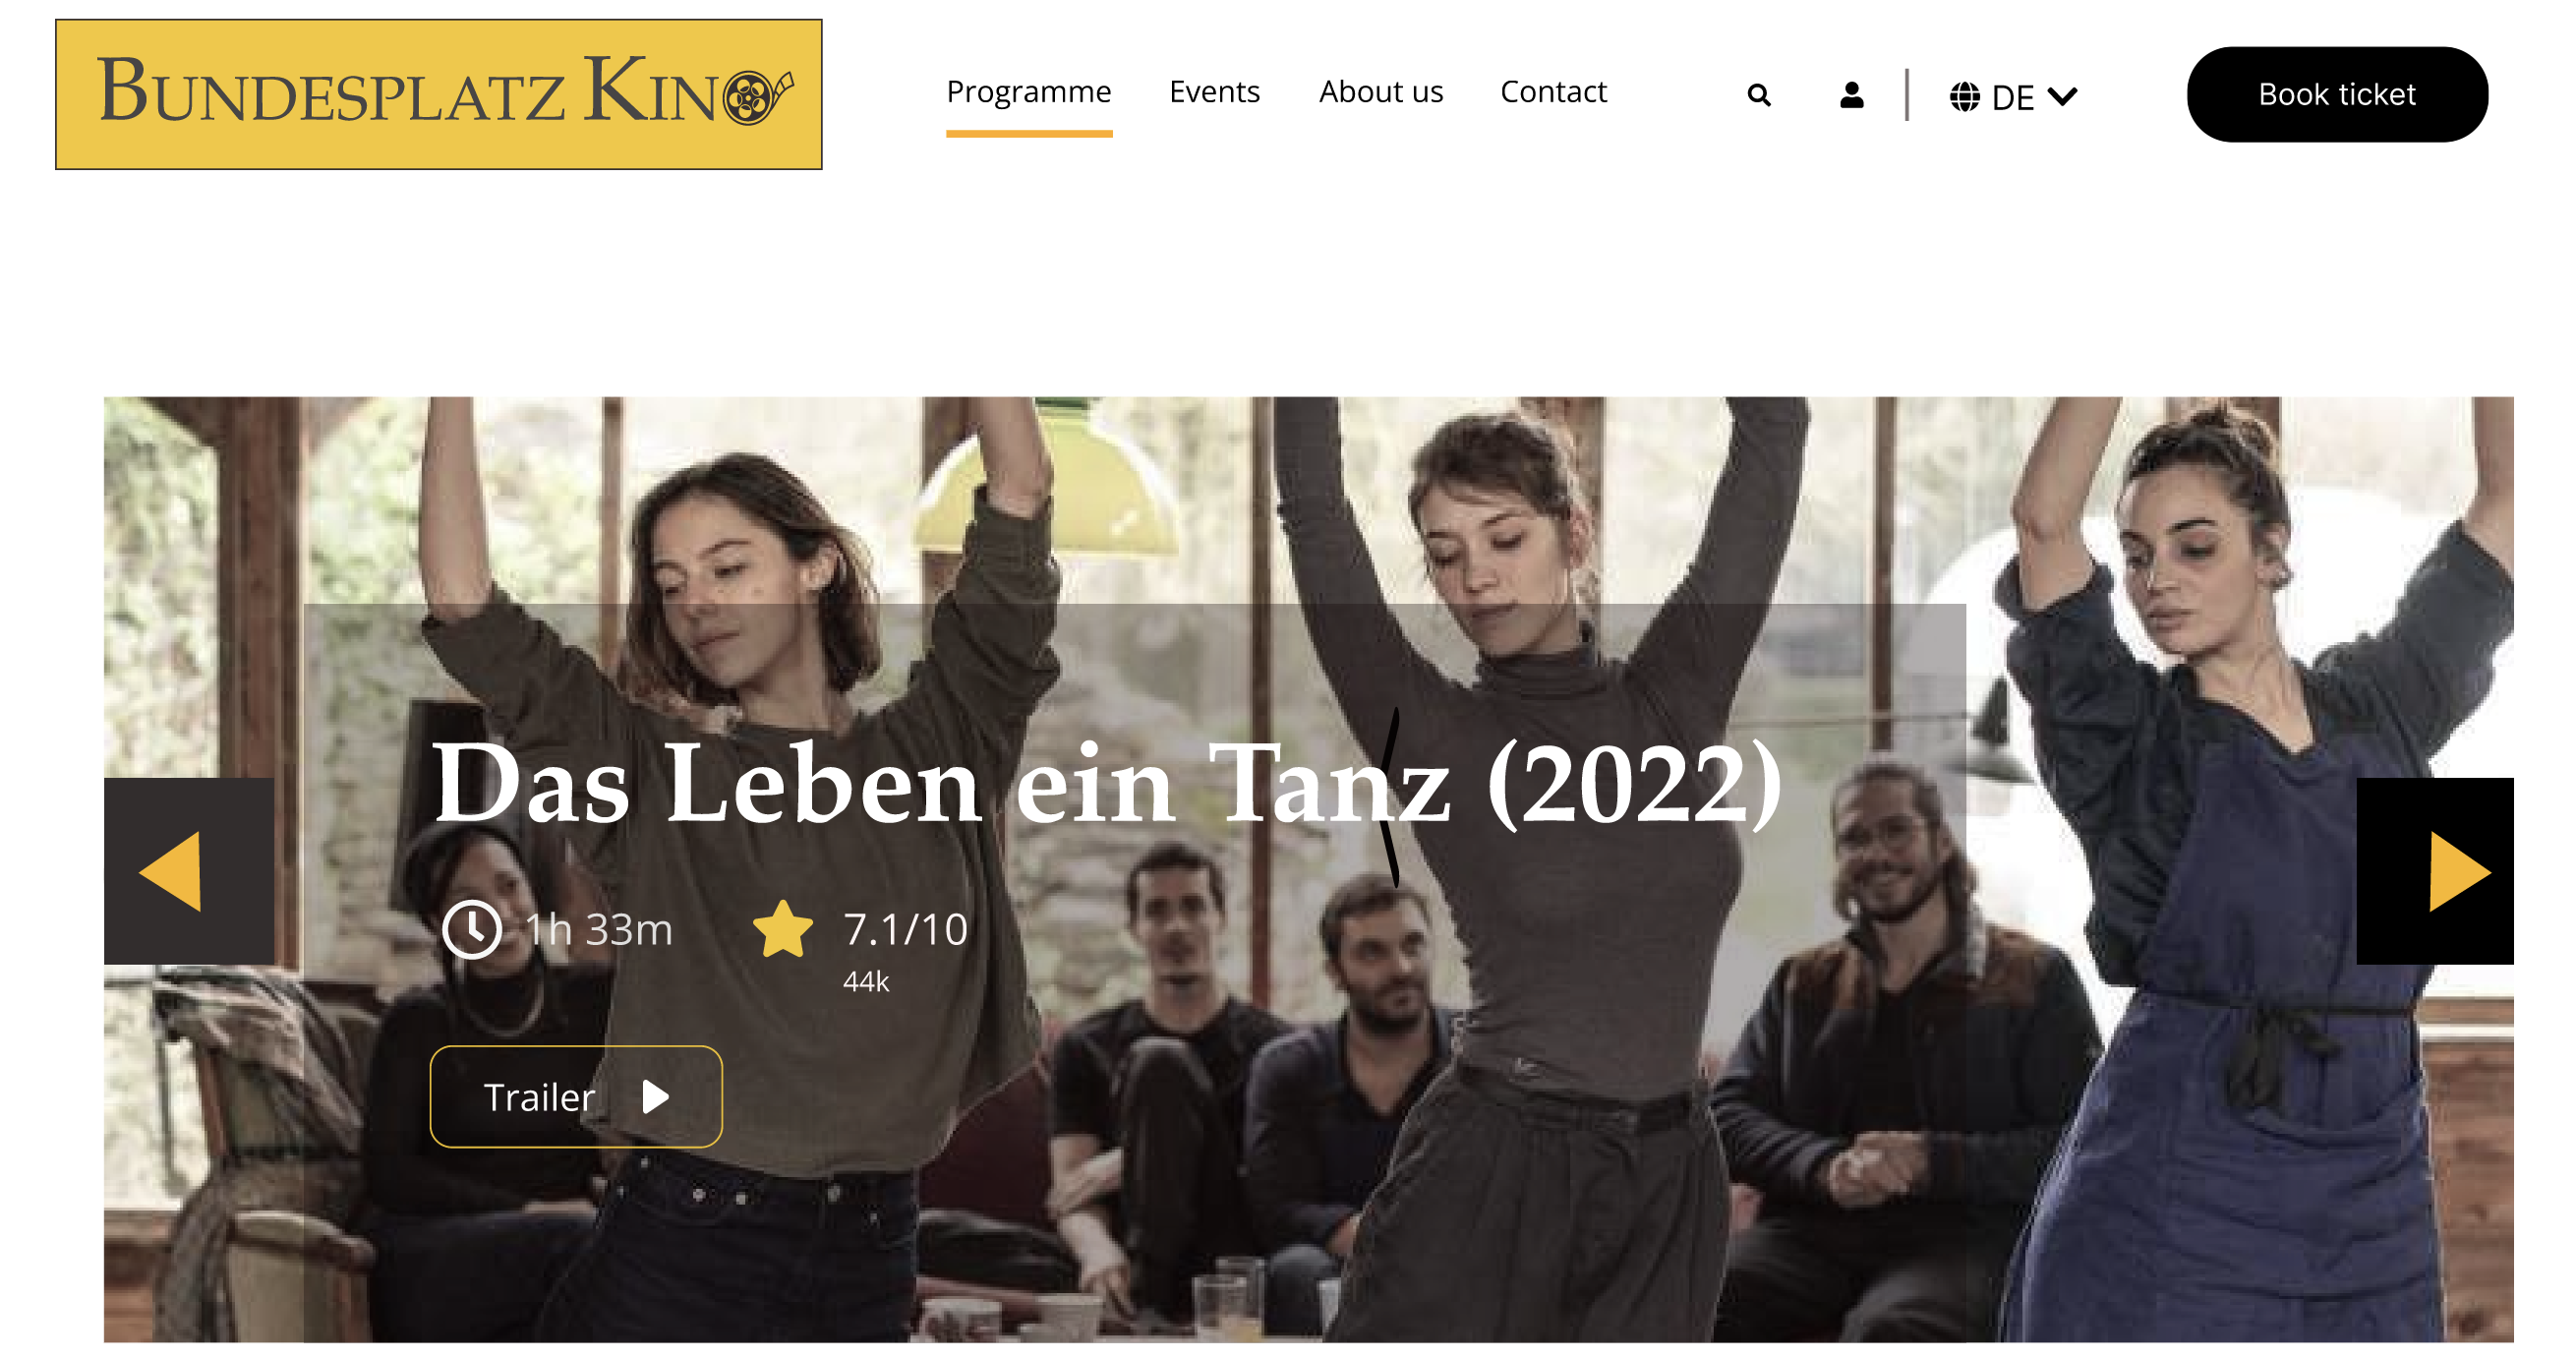 BUNDESPLATZ KINO
Programme Events About us Contact DE Book ticket
Das Leben ein Tanz (2022)
1h 33m 7.1/10
44k
Trailer